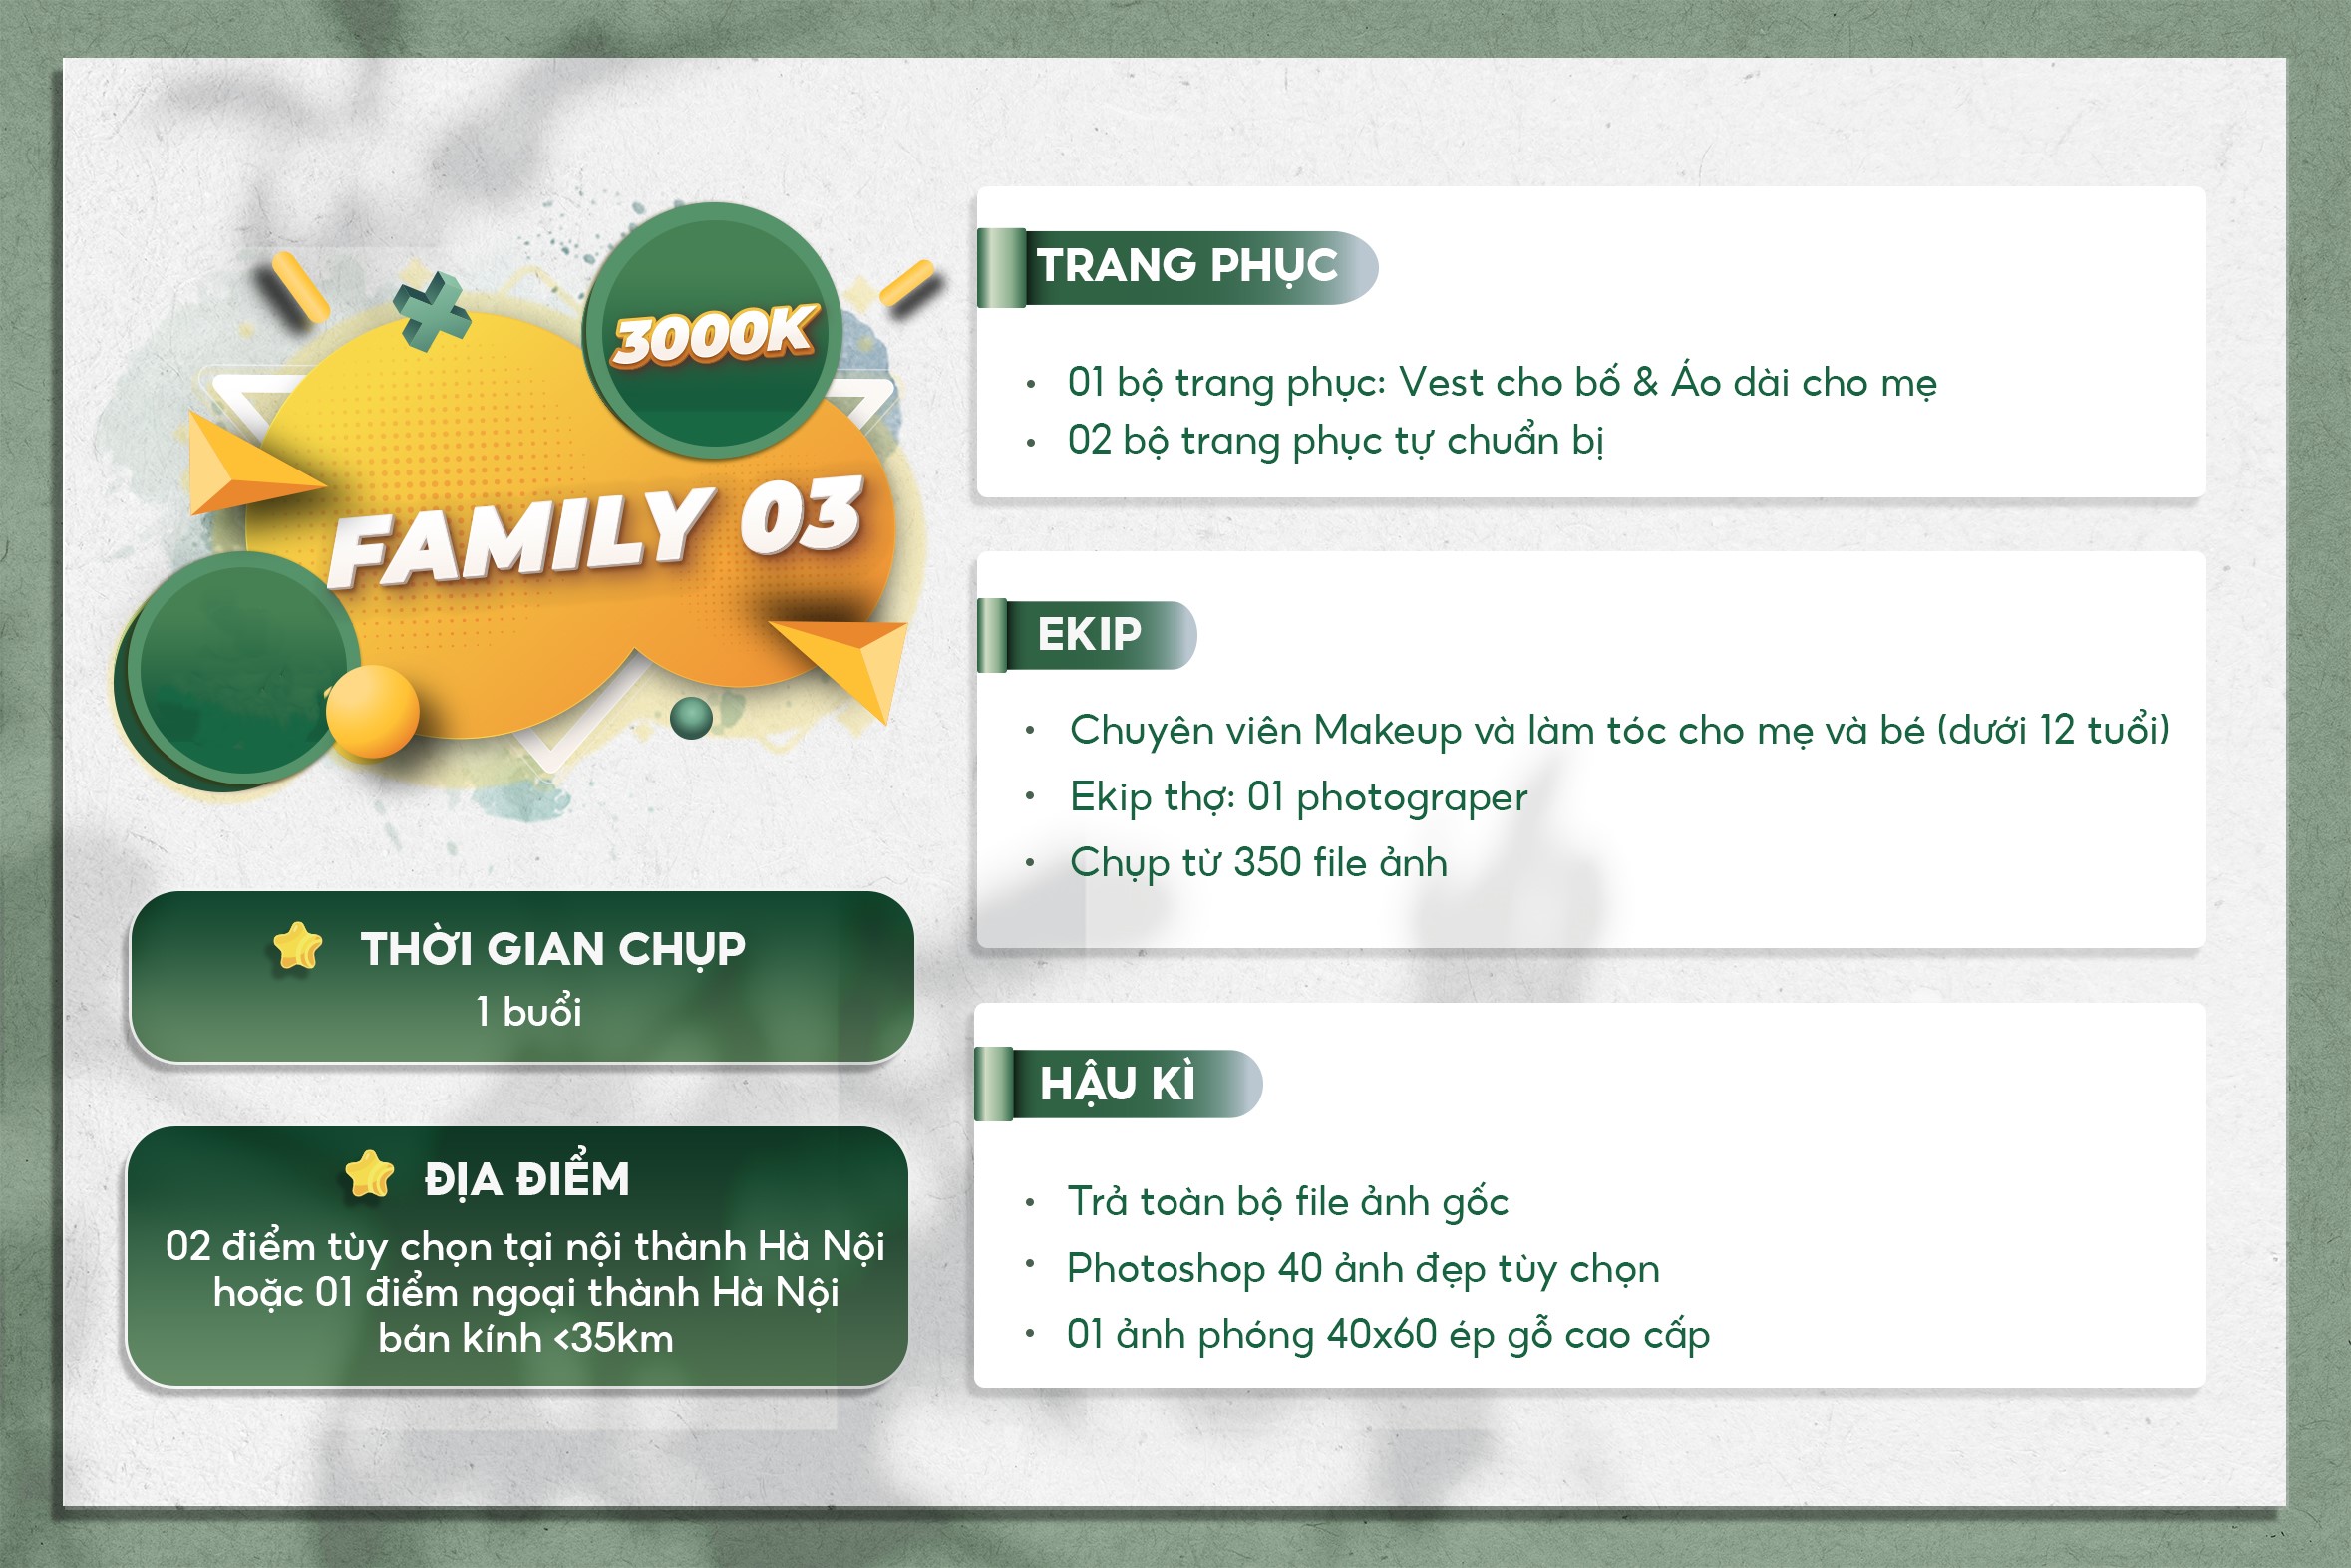 3000K
FAMILY 03
THỜI GIAN CHỤP
1 buổi
ĐỊA ĐIỂM
02 điểm tùy chọn tại nội thành Hà Nội
hoặc 01 điểm ngoại thành Hà Nội
bán kính <35km
TRANG PHỤC
• 01 bộ trang phục: Vest cho bố & Áo dài cho mẹ
• 02 bộ trang phục tự chuẩn bị
EKIP
• Chuyên viên Makeup và làm tóc cho mẹ và bé (dưới 12 tuổi)
• Ekip thợ: 01 photograper
• Chụp từ 350 file ảnh
HẬU KÌ
• Trả toàn bộ file ảnh gốc
• Photoshop 40 ảnh đẹp tùy chọn
• 01 ảnh phóng 40x60 ép gỗ cao cấp